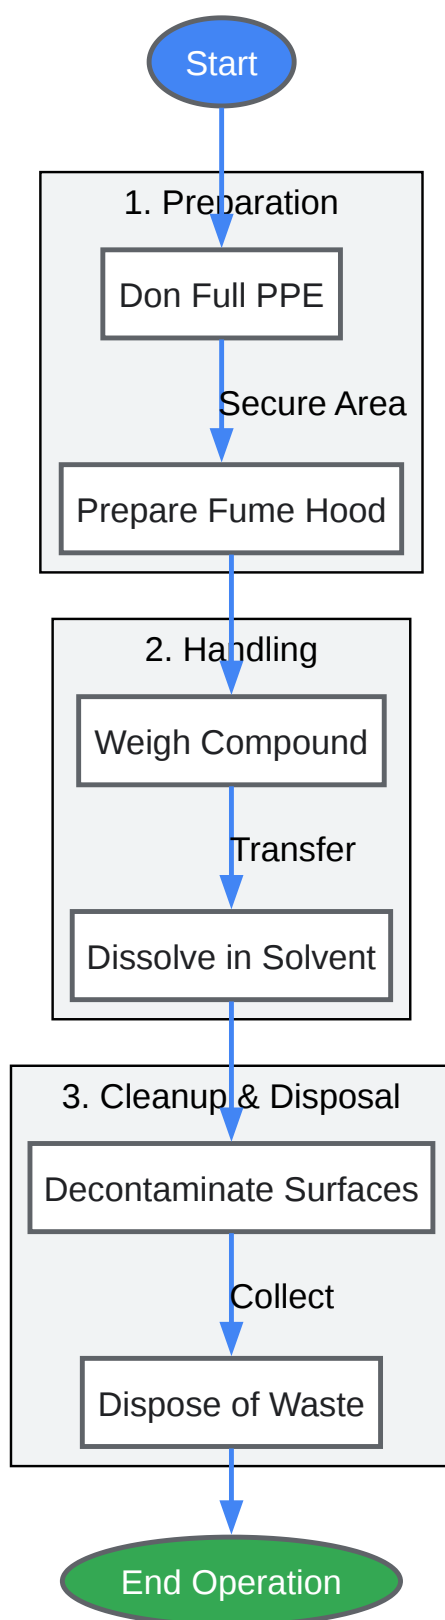 Start
1. Preparation
Don Full PPE
Secure Area
Prepare Fume Hood
2. Handling
Weigh Compound
Transfer
Dissolve in Solvent
3. Cleanup & Disposal
Decontaminate Surfaces
Collect
Dispose of Waste
End Operation